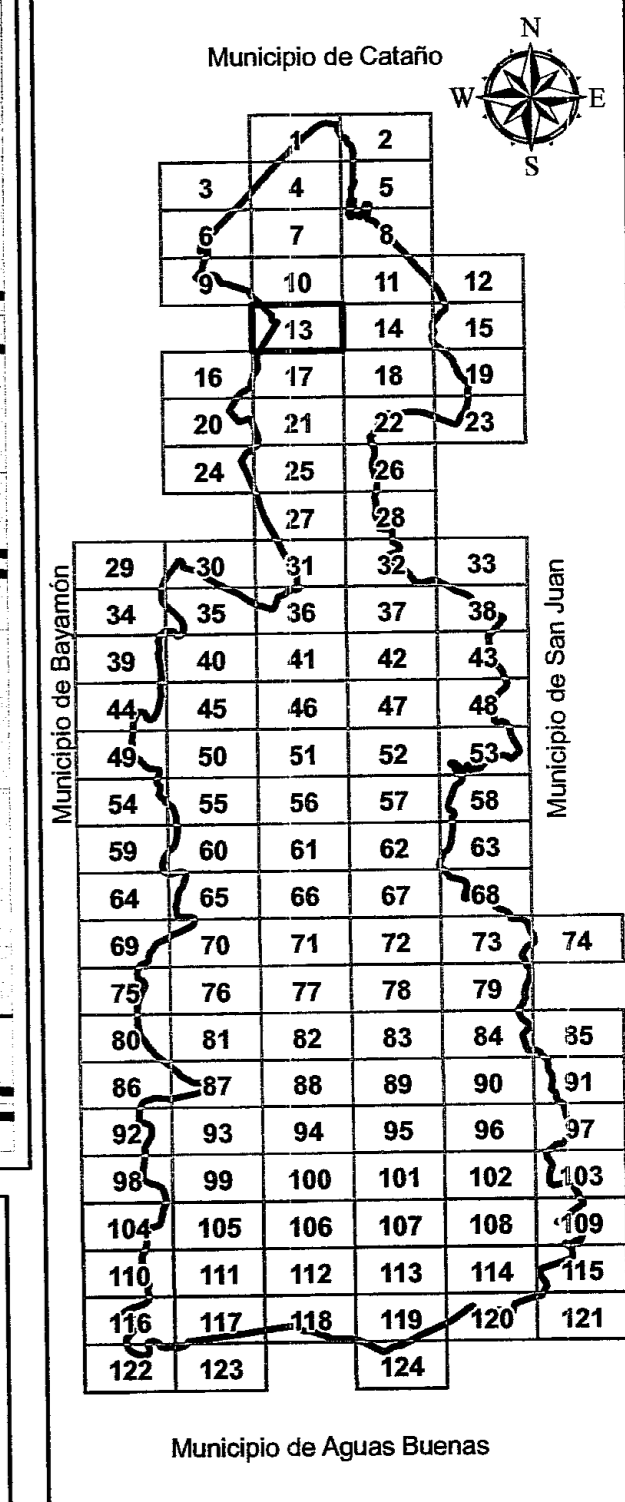 N
Municipio de Cataño
W E
S
1 2
3 4 5
6 7 8
9 10 11 12
13 14 15
16 17 18 19
20 21 22 23
24 25 26
27 28
29 30 31 32 33
34 35 36 37 38
39 40 41 42 43
44 45 46 47 48
49 50 51 52 53
54 55 56 57 58
59 60 61 62 63
64 65 66 67 68
69 70 71 72 73 74
75 76 77 78 79
80 81 82 83 84 85
86 87 88 89 90 91
92 93 94 95 96 97
98 99 100 101 102 103
104 105 106 107 108 109
110 111 112 113 114 115
116 117 118 119 120 121
122 123 124
Municipio de Bayamón
Municipio de San Juan
Municipio de Aguas Buenas